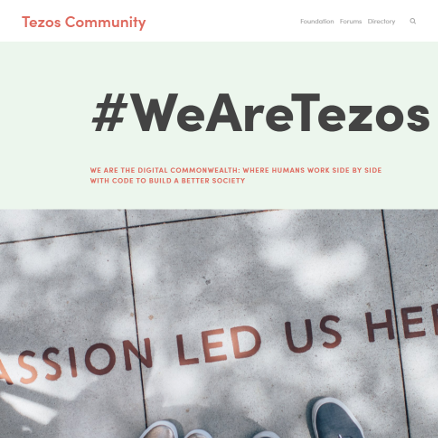 Tezos Community
Foundation Forums Directory
#WeAreTezos
WE ARE THE DIGITAL COMMONWEALTH: WHERE HUMANS WORK SIDE BY SIDE
WITH CODE TO BUILD A BETTER SOCIETY
ASSION LED US HER